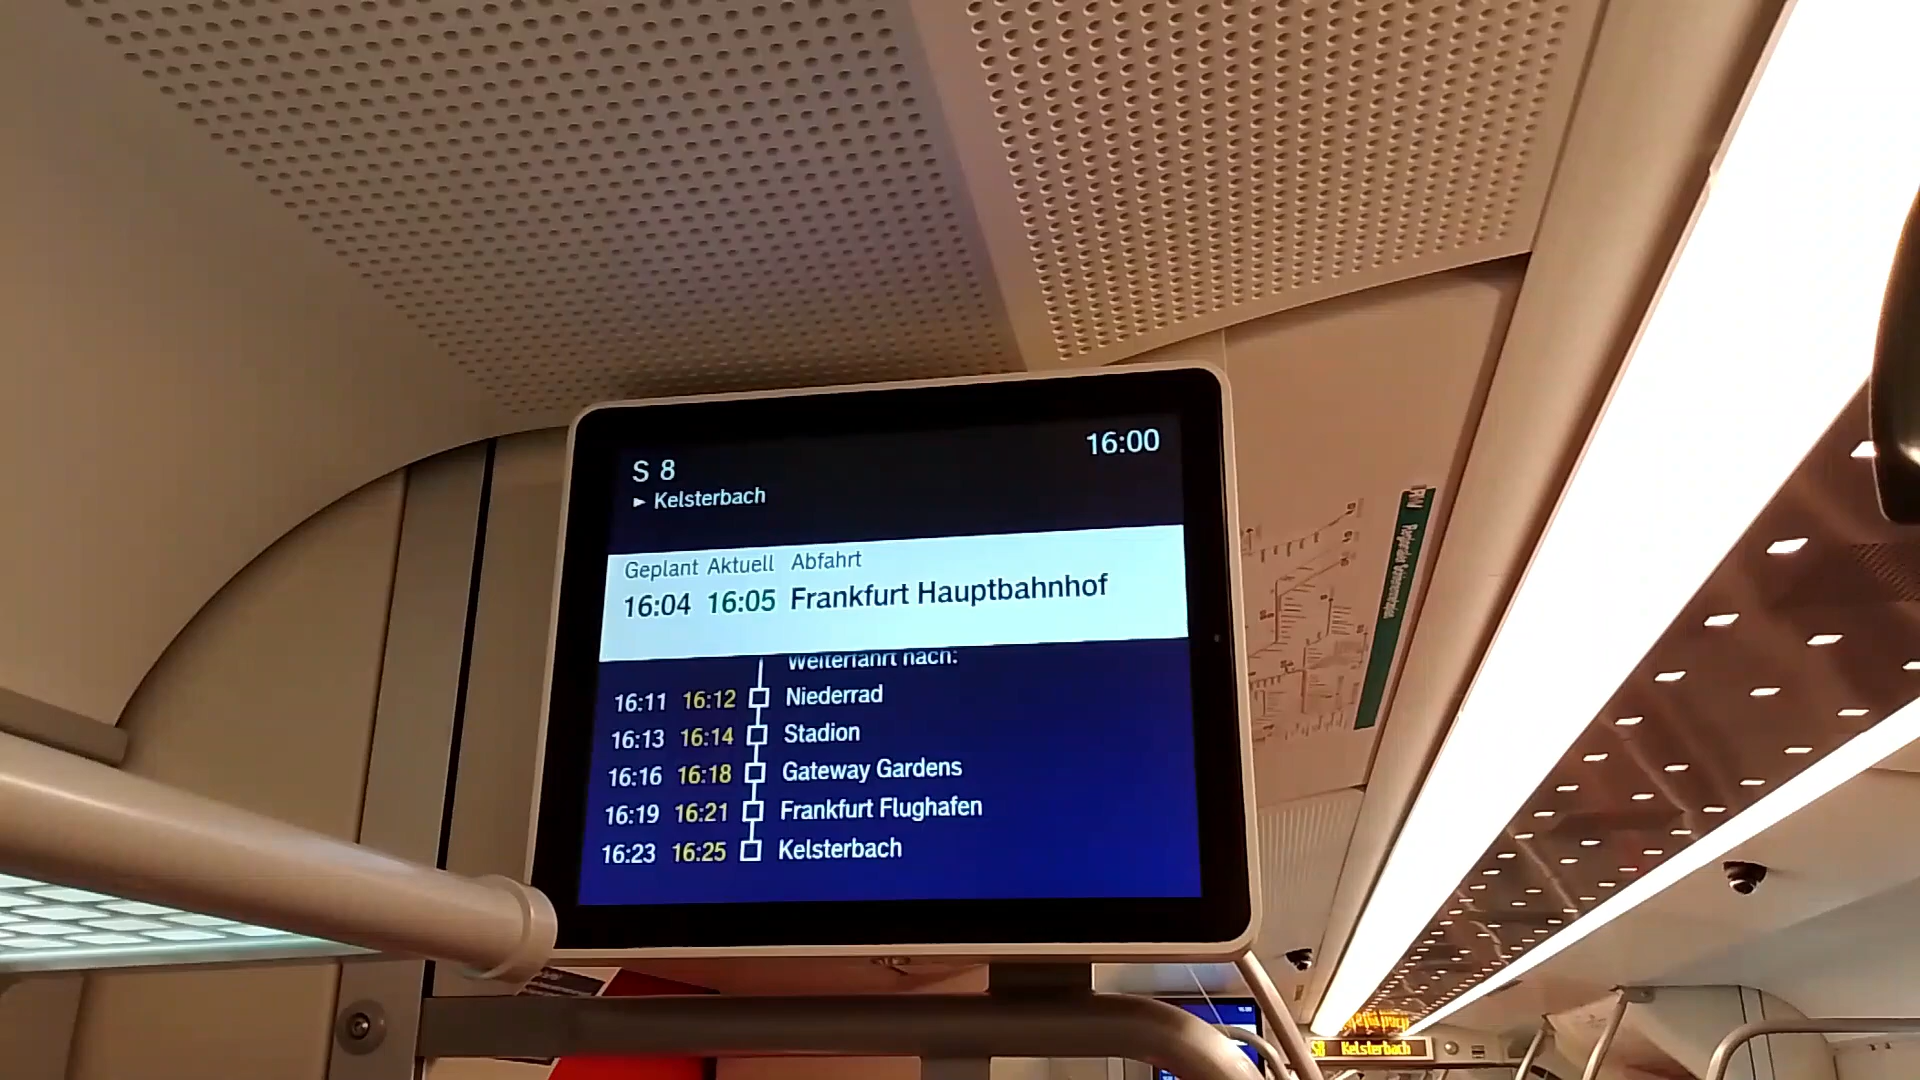 16:00
S 8
► Kelsterbach
Geplant Aktuell Abfahrt
16:04 16:05 Frankfurt Hauptbahnhof
Weiterfahrt nach:
16:11 16:12 Niederrad
16:13 16:14 Stadion
16:16 16:18 Gateway Gardens
16:19 16:21 Frankfurt Flughafen
16:23 16:25 Kelsterbach
S8 Kelsterbach